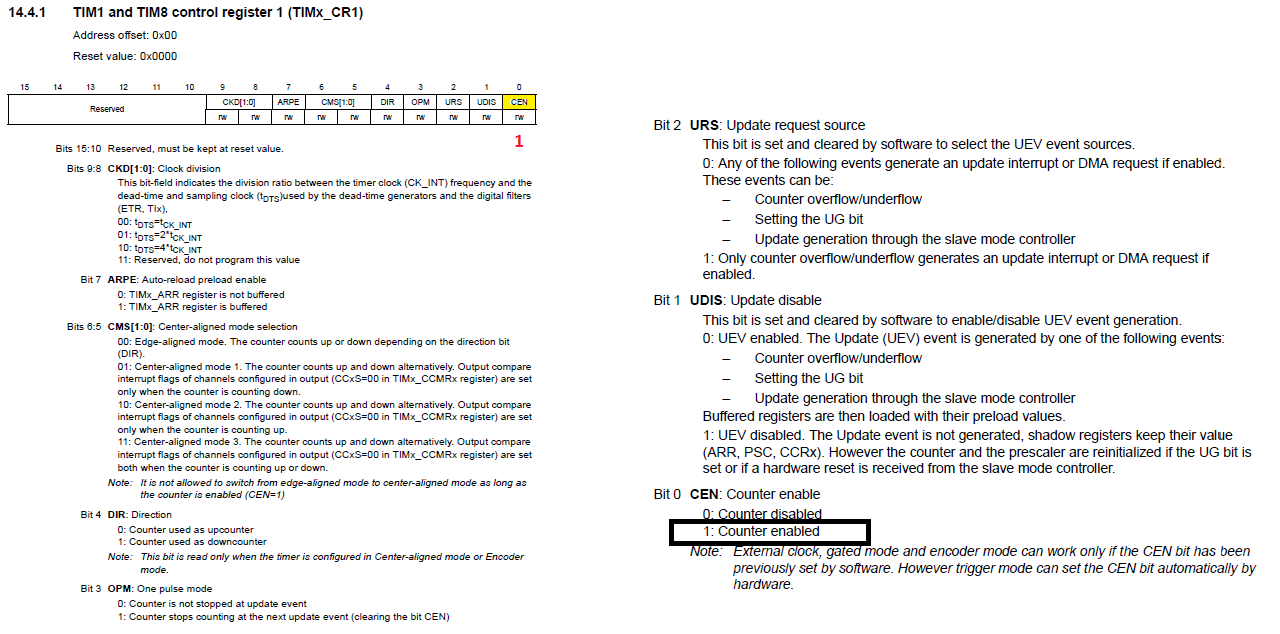 14.4.1 TIM1 and TIM8 control register 1 (TIMx_CR1)
Address offset: 0x00
Reset value: 0x0000
15 14 13 12 11 10 9 8 7 6 5 4 3 2 1 0
Reserved CKD[1:0] ARPE CMS[1:0] DIR OPM URS UDIS CEN
rw rw rw rw rw rw rw rw rw rw
1
Bits 15:10 Reserved, must be kept at reset value.
Bits 9:8 CKD[1:0]: Clock division
This bit-field indicates the division ratio between the timer clock (CK_INT) frequency and the
dead-time and sampling clock (tDTS)used by the dead-time generators and the digital filters
(ETR, TIx),
00: tDTS=tCK_INT
01: tDTS=2*tCK_INT
10: tDTS=4*tCK_INT
11: Reserved, do not program this value
Bit 7 ARPE: Auto-reload preload enable
0: TIMx_ARR register is not buffered
1: TIMx_ARR register is buffered
Bits 6:5 CMS[1:0]: Center-aligned mode selection
00: Edge-aligned mode. The counter counts up or down depending on the direction bit
(DIR).
01: Center-aligned mode 1. The counter counts up and down alternatively. Output compare
interrupt flags of channels configured in output (CCxS=00 in TIMx_CCMRx register) are set
only when the counter is counting down.
10: Center-aligned mode 2. The counter counts up and down alternatively. Output compare
interrupt flags of channels configured in output (CCxS=00 in TIMx_CCMRx register) are set
only when the counter is counting up.
11: Center-aligned mode 3. The counter counts up and down alternatively. Output compare
interrupt flags of channels configured in output (CCxS=00 in TIMx_CCMRx register) are set
both when the counter is counting up or down.
Note: It is not allowed to switch from edge-aligned mode to center-aligned mode as long as
the counter is enabled (CEN=1)
Bit 4 DIR: Direction
0: Counter used as upcounter
1: Counter used as downcounter
Note: This bit is read only when the timer is configured in Center-aligned mode or Encoder
mode.
Bit 3 OPM: One pulse mode
0: Counter is not stopped at update event
1: Counter stops counting at the next update event (clearing the bit CEN)
Bit 2 URS: Update request source
This bit is set and cleared by software to select the UEV event sources.
0: Any of the following events generate an update interrupt or DMA request if enabled.
These events can be:
– Counter overflow/underflow
– Setting the UG bit
– Update generation through the slave mode controller
1: Only counter overflow/underflow generates an update interrupt or DMA request if
enabled.
Bit 1 UDIS: Update disable
This bit is set and cleared by software to enable/disable UEV event generation.
0: UEV enabled. The Update (UEV) event is generated by one of the following events:
– Counter overflow/underflow
– Setting the UG bit
– Update generation through the slave mode controller
Buffered registers are then loaded with their preload values.
1: UEV disabled. The Update event is not generated, shadow registers keep their value
(ARR, PSC, CCRx). However the counter and the prescaler are reinitialized if the UG bit is
set or if a hardware reset is received from the slave mode controller.
Bit 0 CEN: Counter enable
0: Counter disabled
1: Counter enabled
Note: External clock, gated mode and encoder mode can work only if the CEN bit has been
previously set by software. However trigger mode can set the CEN bit automatically by
hardware.